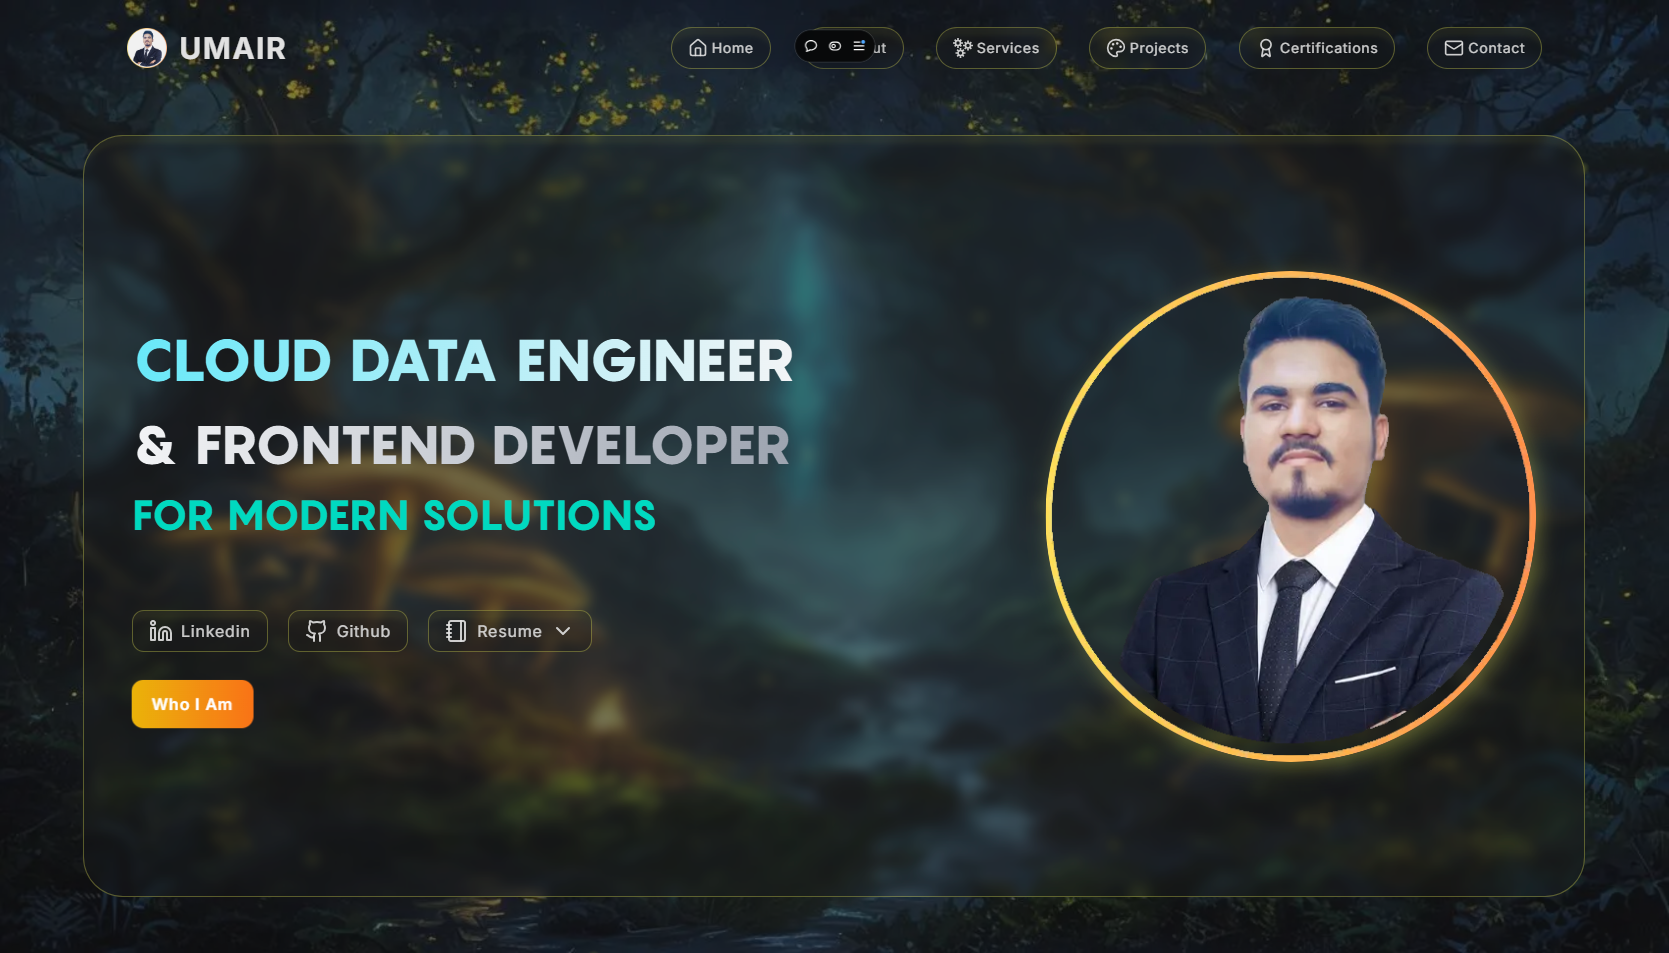 UMAIR
Home
ut
Services
Projects
Certifications
Contact
CLOUD DATA ENGINEER
& FRONTEND DEVELOPER
FOR MODERN SOLUTIONS
Linkedin
Github
Resume
Who I Am